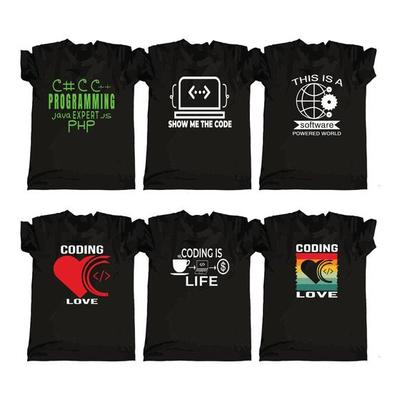 C# C C++
PROGRAMMING
Java EXPERT JS
PHP
<···>
SHOW ME THE CODE
THIS IS A
software
POWERED WORLD
CODING
</>
LOVE
CODING IS
</>
$
LIFE
CODING
</>
LOVE